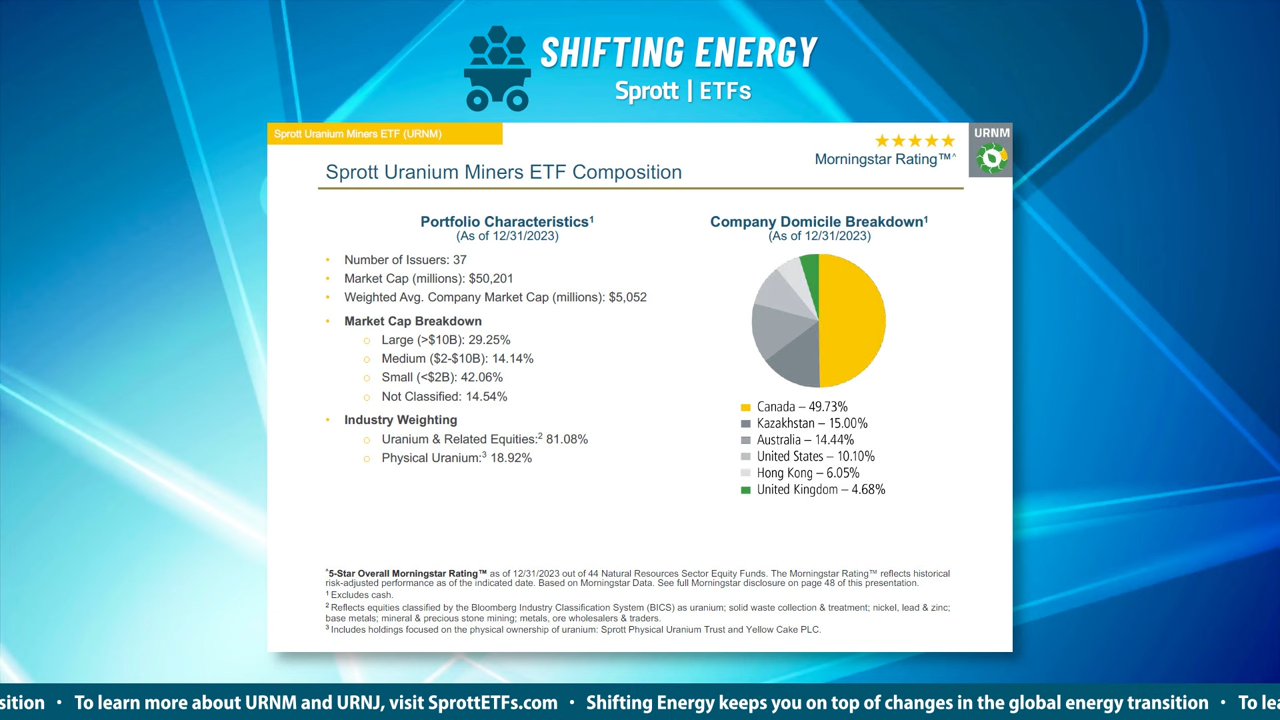 SHIFTING ENERGY
Sprott | ETFs
Sprott Uranium Miners ETF (URNM)
★★★★★
Morningstar Rating™^
URNM
Sprott Uranium Miners ETF Composition
Portfolio Characteristics¹
(As of 12/31/2023)
• Number of Issuers: 37
• Market Cap (millions): $50,201
• Weighted Avg. Company Market Cap (millions): $5,052
• Market Cap Breakdown
o Large (>$10B): 29.25%
o Medium ($2-$10B): 14.14%
o Small (<$2B): 42.06%
o Not Classified: 14.54%
• Industry Weighting
o Uranium & Related Equities:² 81.08%
o Physical Uranium:³ 18.92%
Company Domicile Breakdown¹
(As of 12/31/2023)
Canada – 49.73%
Kazakhstan – 15.00%
Australia – 14.44%
United States – 10.10%
Hong Kong – 6.05%
United Kingdom – 4.68%
^5-Star Overall Morningstar Rating™ as of 12/31/2023 out of 44 Natural Resources Sector Equity Funds. The Morningstar Rating™ reflects historical
risk-adjusted performance as of the indicated date. Based on Morningstar Data. See full Morningstar disclosure on page 48 of this presentation.
¹ Excludes cash.
² Reflects equities classified by the Bloomberg Industry Classification System (BICS) as uranium; solid waste collection & treatment; nickel, lead & zinc;
base metals; mineral & precious stone mining; metals, ore wholesalers & traders.
³ Includes holdings focused on the physical ownership of uranium: Sprott Physical Uranium Trust and Yellow Cake PLC.
sition • To learn more about URNM and URNJ, visit SprottETFs.com • Shifting Energy keeps you on top of changes in the global energy transition • To lea